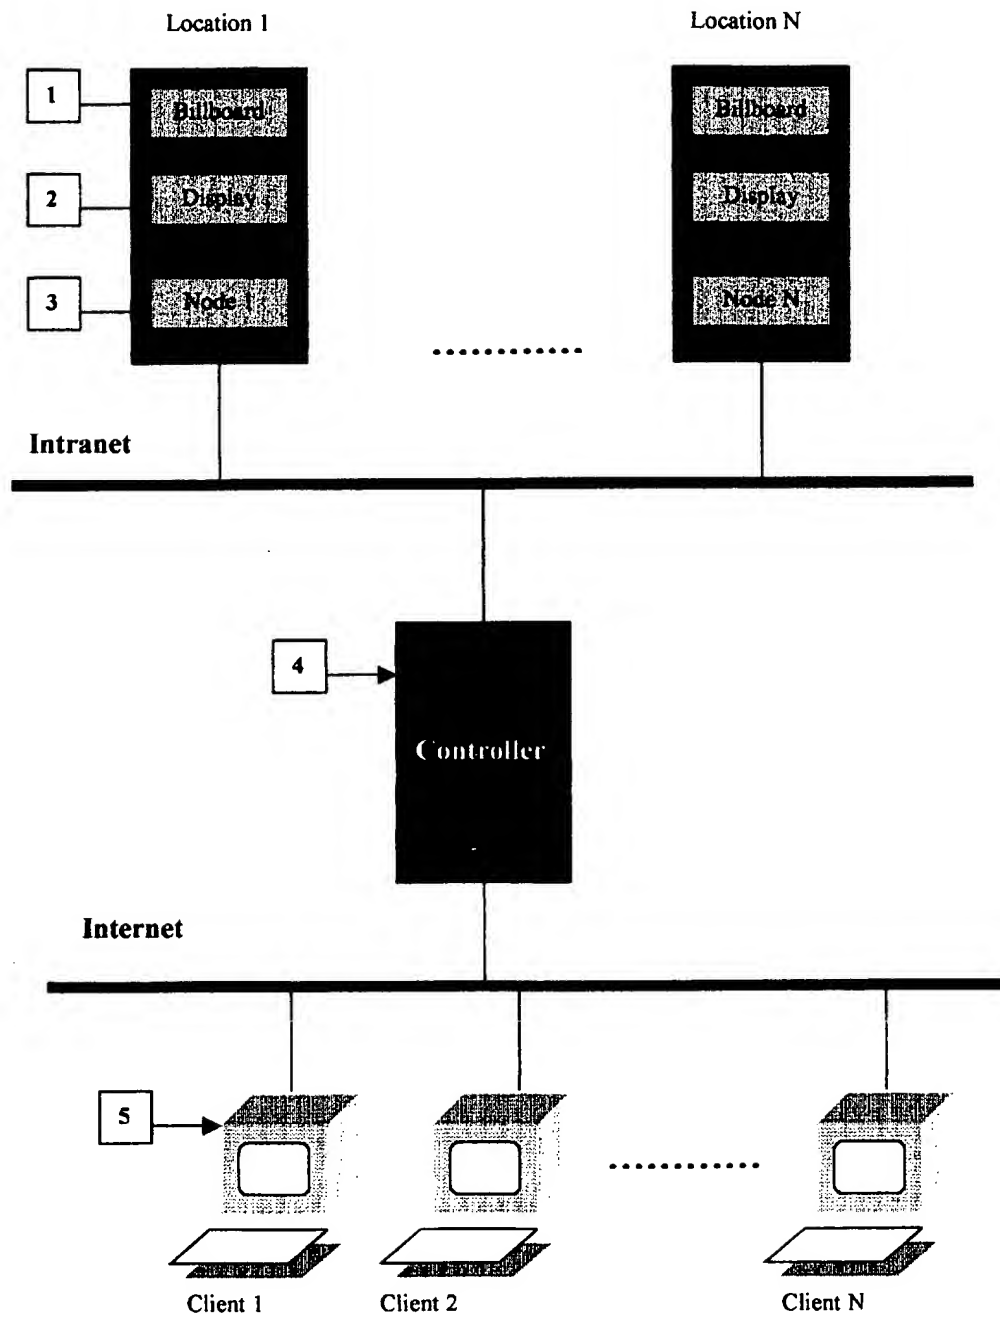 Location 1
Location N
1
Billboard
Billboard
2
Display
Display
3
Node 1
Node N
Intranet
4
Controller
Internet
5
Client 1
Client 2
Client N